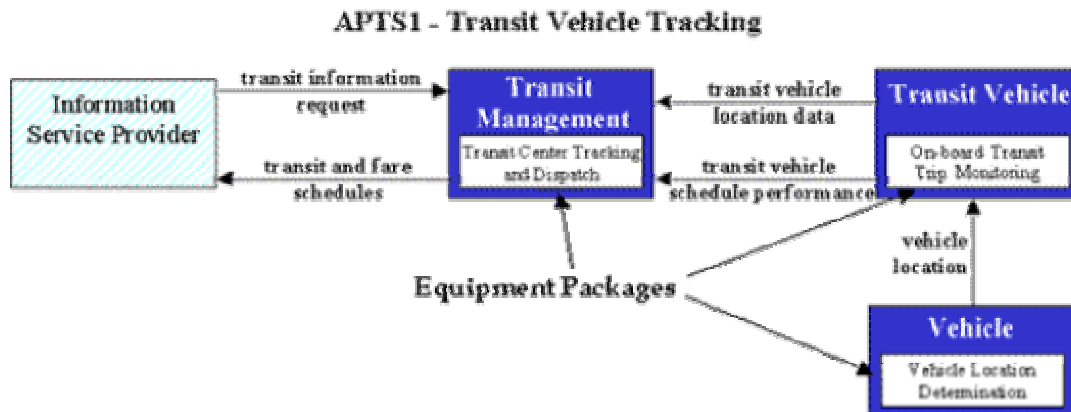 APTS1 - Transit Vehicle Tracking
Information
Service Provider
transit information
request
transit and fare
schedules
Transit
Management
Transit Center Tracking
and Dispatch
transit vehicle
location data
transit vehicle
schedule performance
Transit Vehicle
On-board Transit
Trip Monitoring
vehicle
location
Equipment Packages
Vehicle
Vehicle Location
Determination